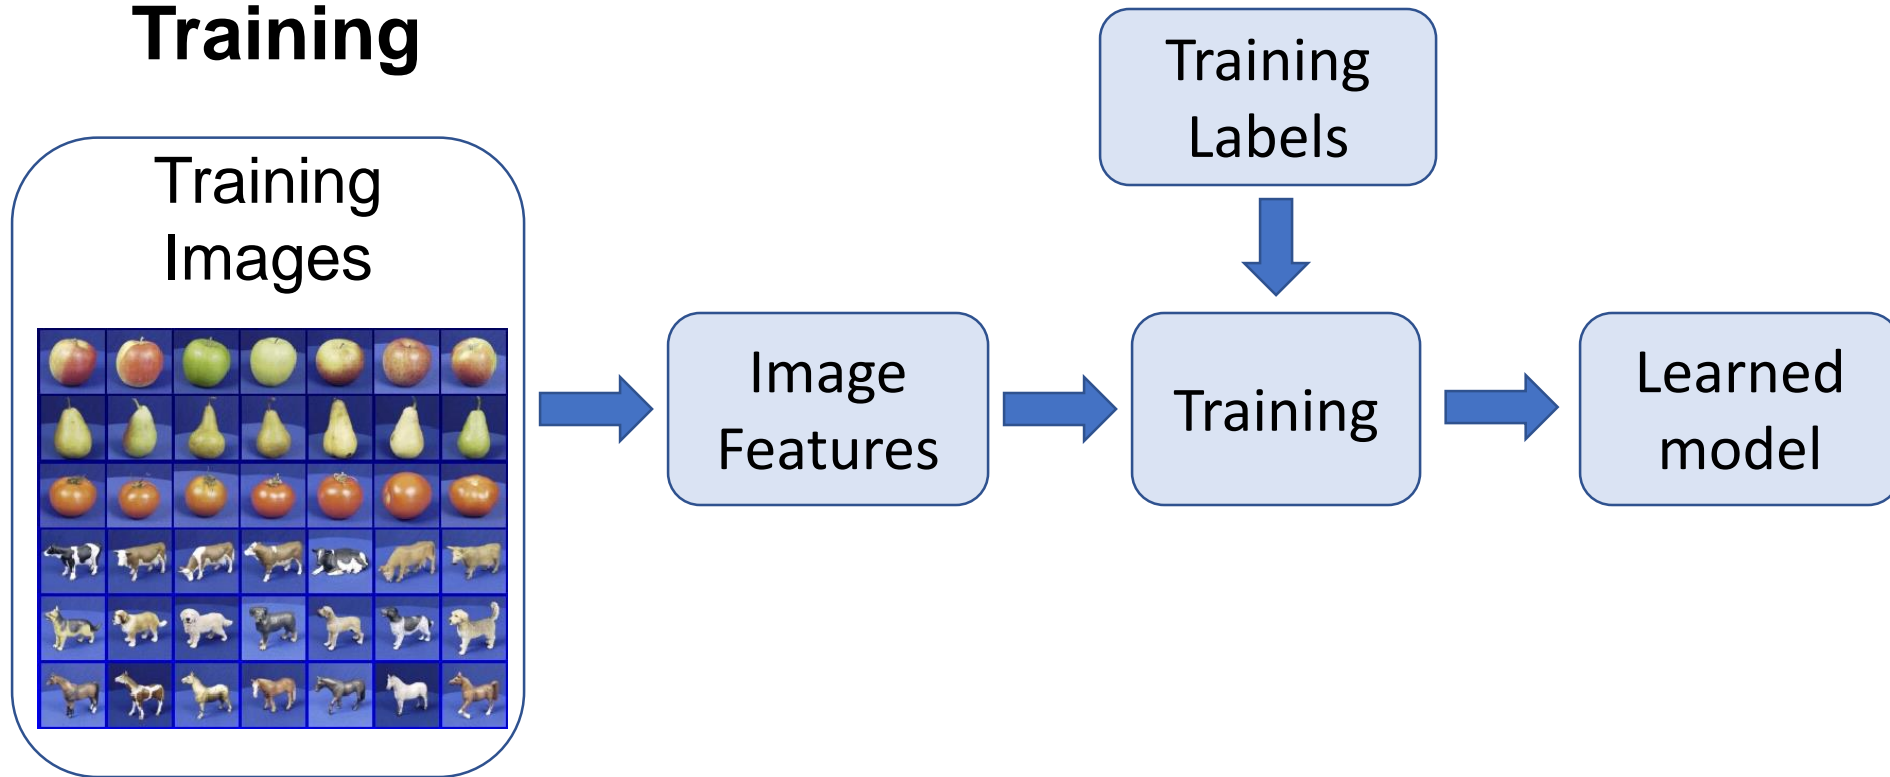 Training
Training
Images
Training
Labels
Image
Features
Training
Learned
model